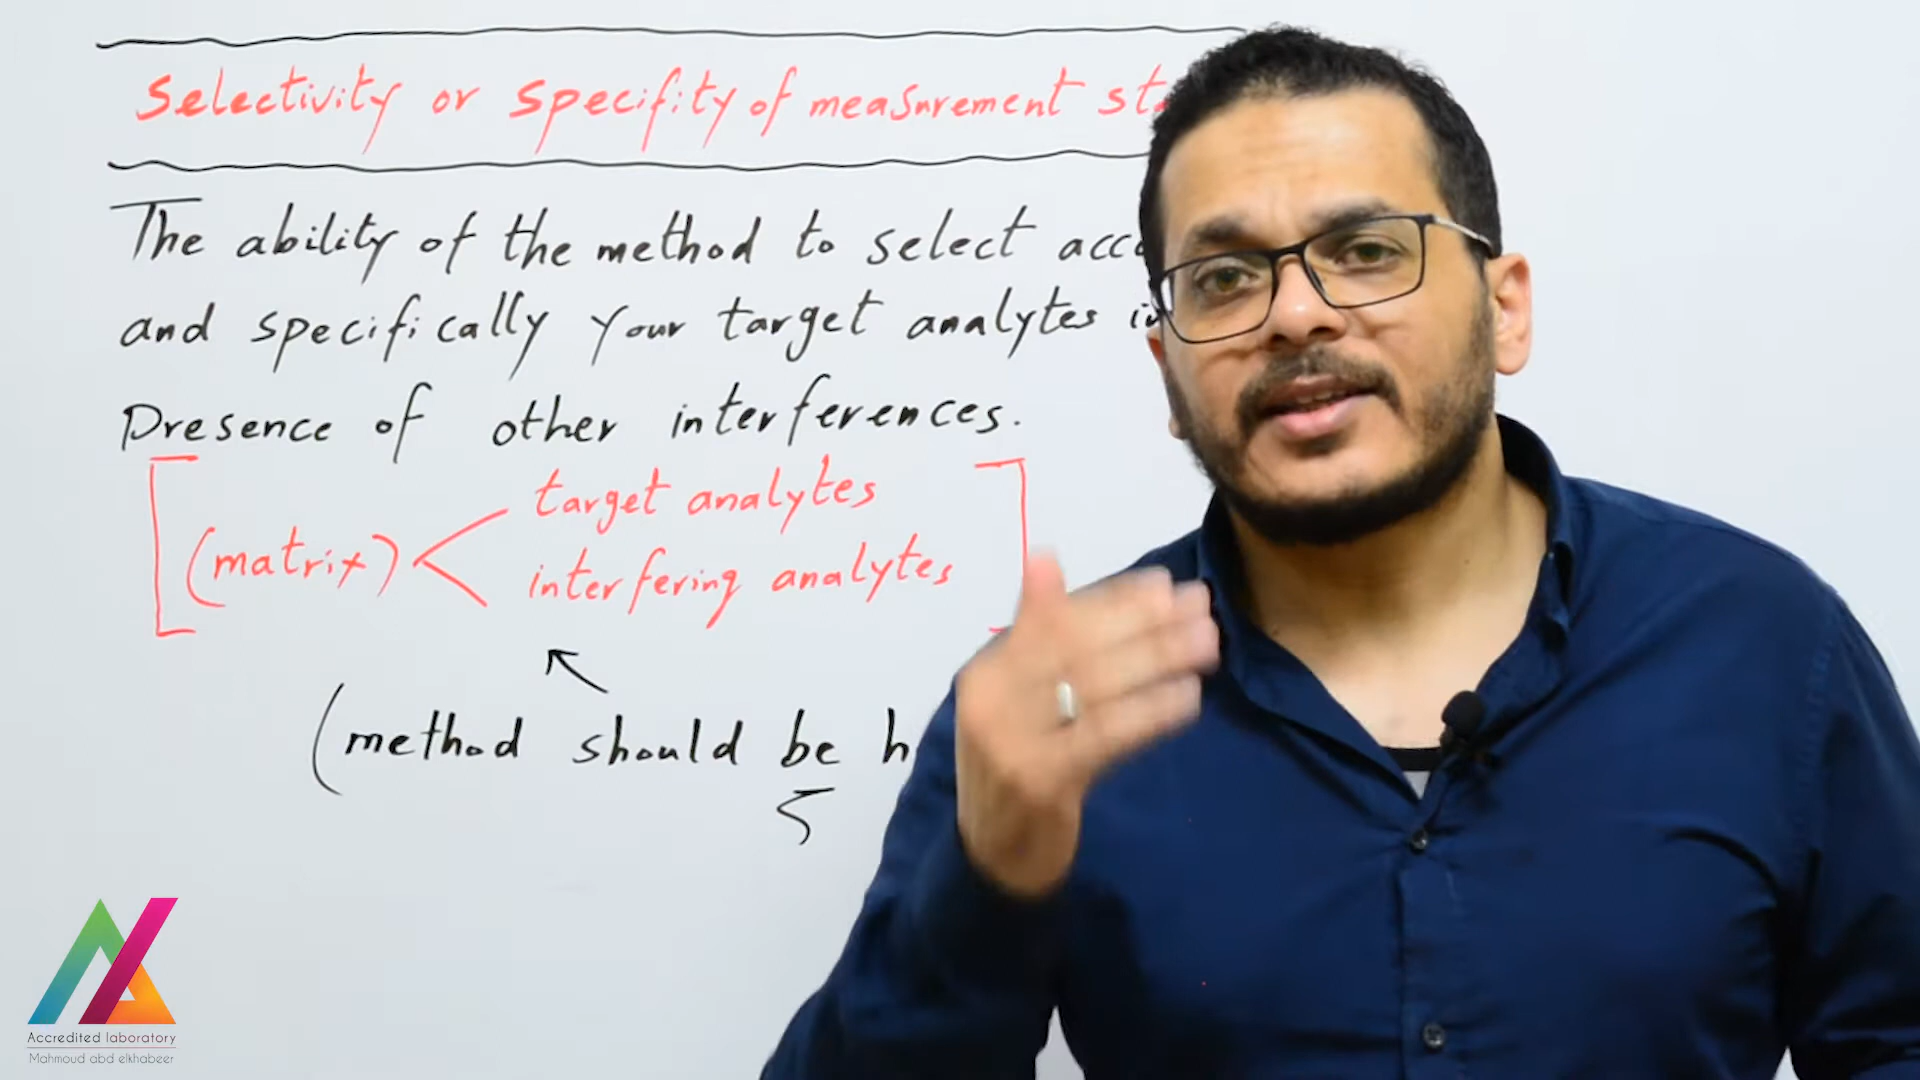 Selectivity or specifity of measurement
The ability of the method to select
and specifically your target analytes
Presence of other interferences.
target analytes
(matrix)
interfering analytes
(method should be
Accredited laboratory
Mahmoud abd elkhabeer